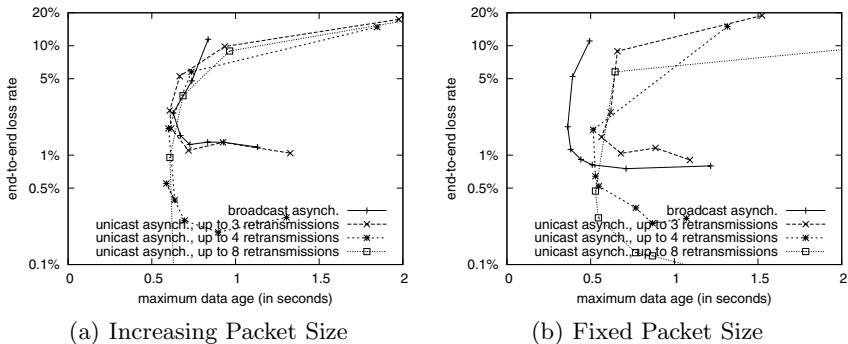 20%
10%
5%
1%
0.5%
0.1%
end-to-end loss rate
broadcast asynch.
unicast asynch., up to 3 retransmissions
unicast asynch., up to 4 retransmissions
unicast asynch., up to 8 retransmissions
0 0.5 1 1.5 2
maximum data age (in seconds)
(a) Increasing Packet Size
20%
10%
5%
1%
0.5%
0.1%
end-to-end loss rate
broadcast asynch.
unicast asynch., up to 3 retransmissions
unicast asynch., up to 4 retransmissions
unicast asynch., up to 8 retransmissions
0 0.5 1 1.5 2
maximum data age (in seconds)
(b) Fixed Packet Size